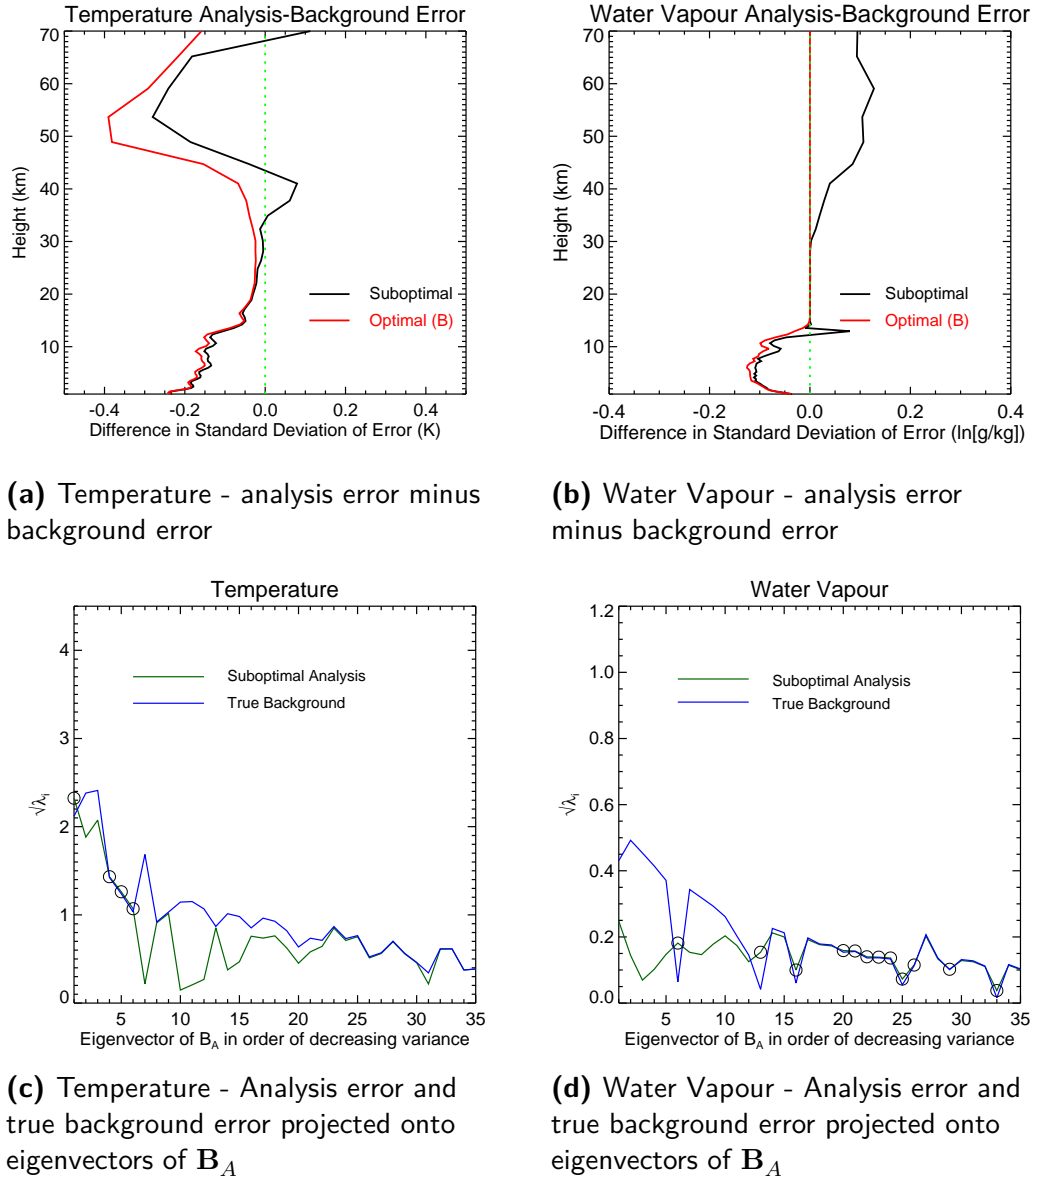 Temperature Analysis-Background Error
70
60
50
40
30
20
10
Height (km)
Suboptimal
Optimal (B)
-0.4 -0.2 0.0 0.2 0.4
Difference in Standard Deviation of Error (K)
Water Vapour Analysis-Background Error
70
60
50
40
30
20
10
Height (km)
Suboptimal
Optimal (B)
-0.4 -0.2 0.0 0.2 0.4
Difference in Standard Deviation of Error (ln[g/kg])
(a) Temperature - analysis error minus
background error
(b) Water Vapour - analysis error
minus background error
Temperature
4
3
2
1
0
√λi
Suboptimal Analysis
True Background
5 10 15 20 25 30 35
Eigenvector of BA in order of decreasing variance
Water Vapour
1.2
1.0
0.8
0.6
0.4
0.2
0.0
√λi
Suboptimal Analysis
True Background
5 10 15 20 25 30 35
Eigenvector of BA in order of decreasing variance
(c) Temperature - Analysis error and
true background error projected onto
eigenvectors of BA
(d) Water Vapour - Analysis error and
true background error projected onto
eigenvectors of BA